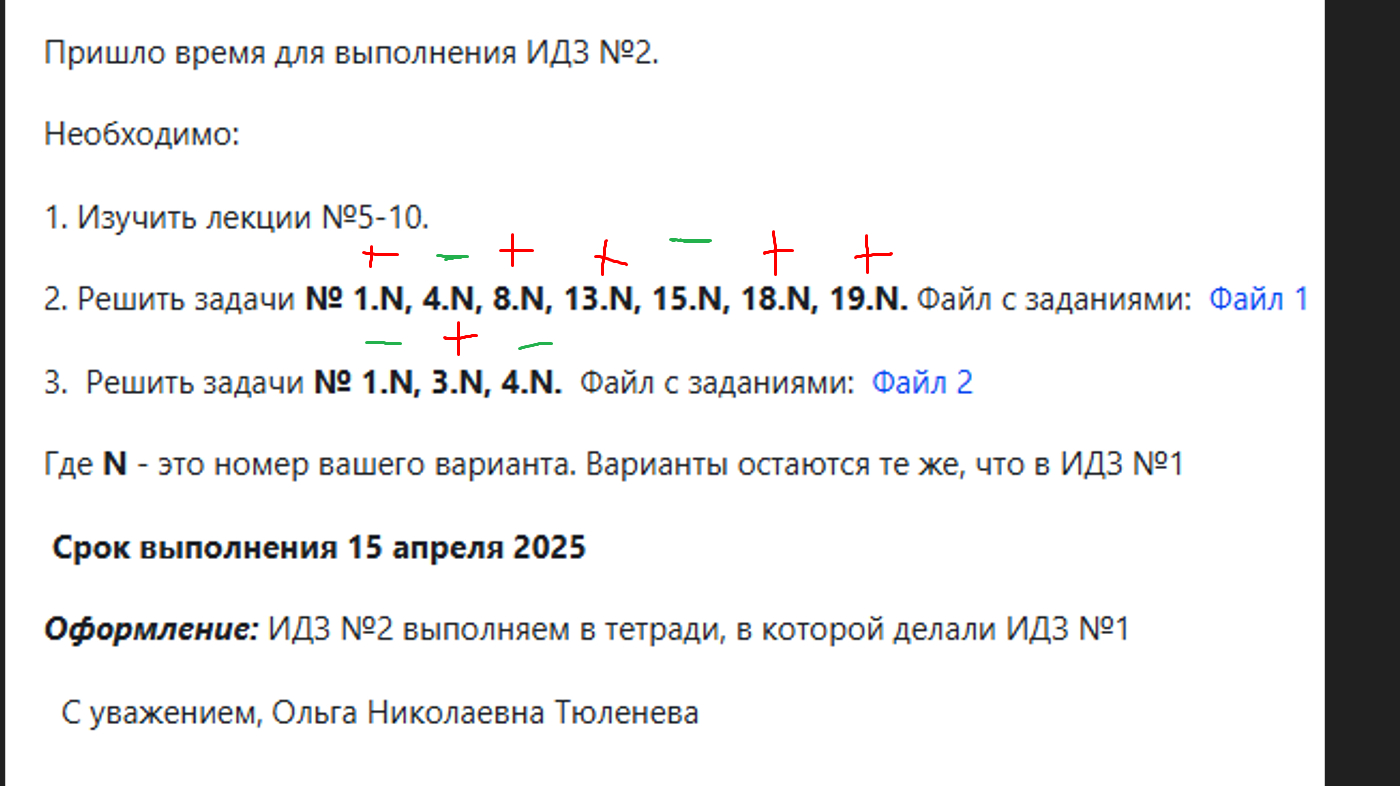 Пришло время для выполнения ИДЗ №2.
Необходимо:
1. Изучить лекции №5-10.
+ – + + – + +
2. Решить задачи № 1.N, 4.N, 8.N, 13.N, 15.N, 18.N, 19.N. Файл с заданиями: Файл 1
– + –
3. Решить задачи № 1.N, 3.N, 4.N. Файл с заданиями: Файл 2
Где N - это номер вашего варианта. Варианты остаются те же, что в ИДЗ №1
Срок выполнения 15 апреля 2025
Оформление: ИДЗ №2 выполняем в тетради, в которой делали ИДЗ №1
С уважением, Ольга Николаевна Тюленева